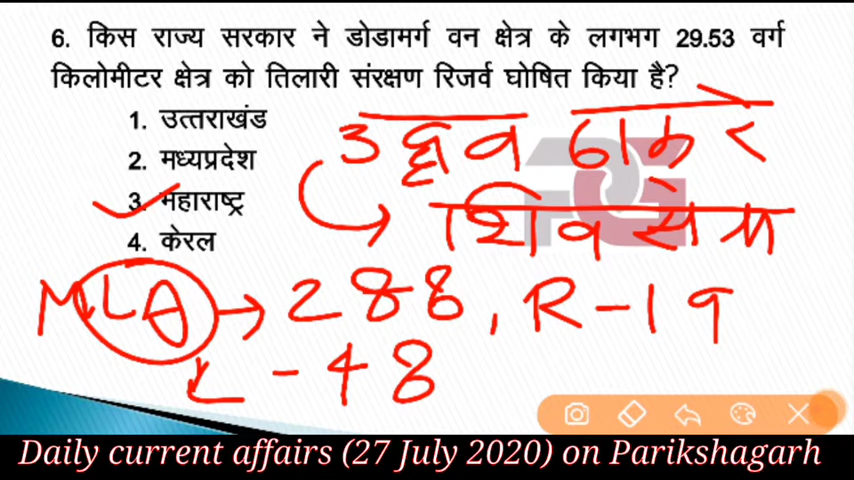 6. किस राज्य सरकार ने डोडामर्ग वन क्षेत्र के लगभग 29.53 वर्ग
किलोमीटर क्षेत्र को तिलारी संरक्षण रिजर्व घोषित किया है?
1. उत्तराखंड
2. मध्यप्रदेश
3. महाराष्ट्र
4. केरल
उद्धव ठाकरे
शिवसेना
MLA → 288, R-19
L - 48
Daily current affairs (27 July 2020) on Parikshagarh